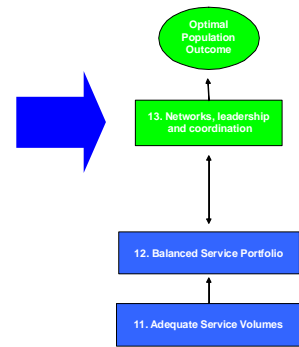 Optimal
Population
Outcome
13. Networks, leadership
and coordination
12. Balanced Service Portfolio
11. Adequate Service Volumes